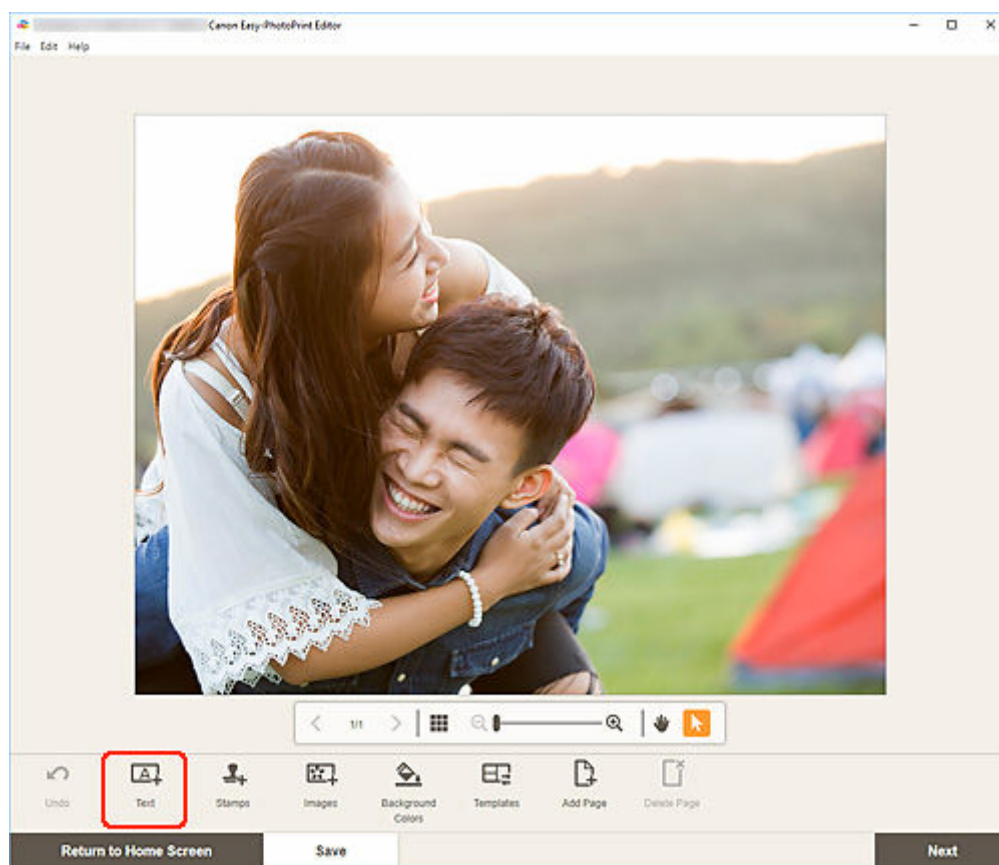 Canon Easy-PhotoPrint Editor
File Edit Help
1/1
A
Undo Text Stamps Images Background Colors Templates Add Page Delete Page
Return to Home Screen Save Next